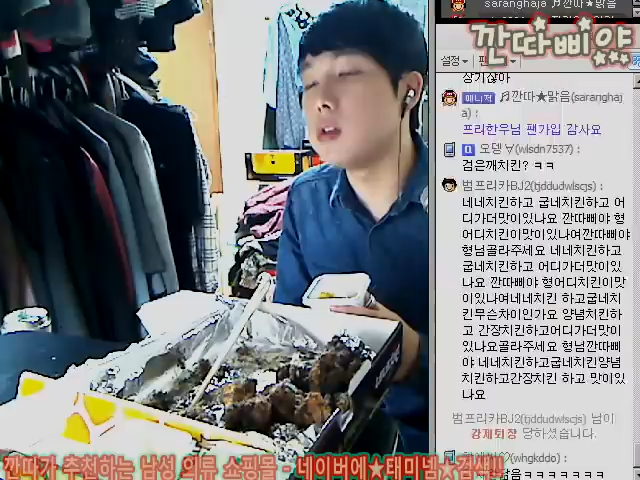 saranghaja ♬깐따★맑음
깐따삐약
설정
상기잖아
매니저 ♬깐따★맑음(saranghaja) :
프리한우님 팬가입 감사요
오뎅∀(wlsdn7537) :
검은깨치킨? ㅋㅋ
범프리카BJ2(tjddudwlscjs) :
네네치킨하고 굽네치킨하고 어
디가더맛이있나요 깐따삐야 형
어디치킨이맛이있나여깐따삐야
형님골라주세요 네네치킨하고
굽네치킨하고 어디가더맛있나
요 깐따삐야 형어디치킨이맛
이있나여네네치킨 하고굽네치
킨무슨차이인가요 양념치킨하
고 간장치킨하고어디가더맛이
있나요골라주세요 형님깐따삐
야 네네치킨하고굽네치킨양념
치킨하고간장치킨 하고 맛이있
나요
범프리카BJ2(tjddudwlscjs) 님이
강제퇴장 당하셨습니다.
(whgkddo) :
ㅋㅋㅋㅋㅋㅋㅋ
깐따가 추천하는 남성 의류 쇼핑몰 - 네이버에★태미넴★검색